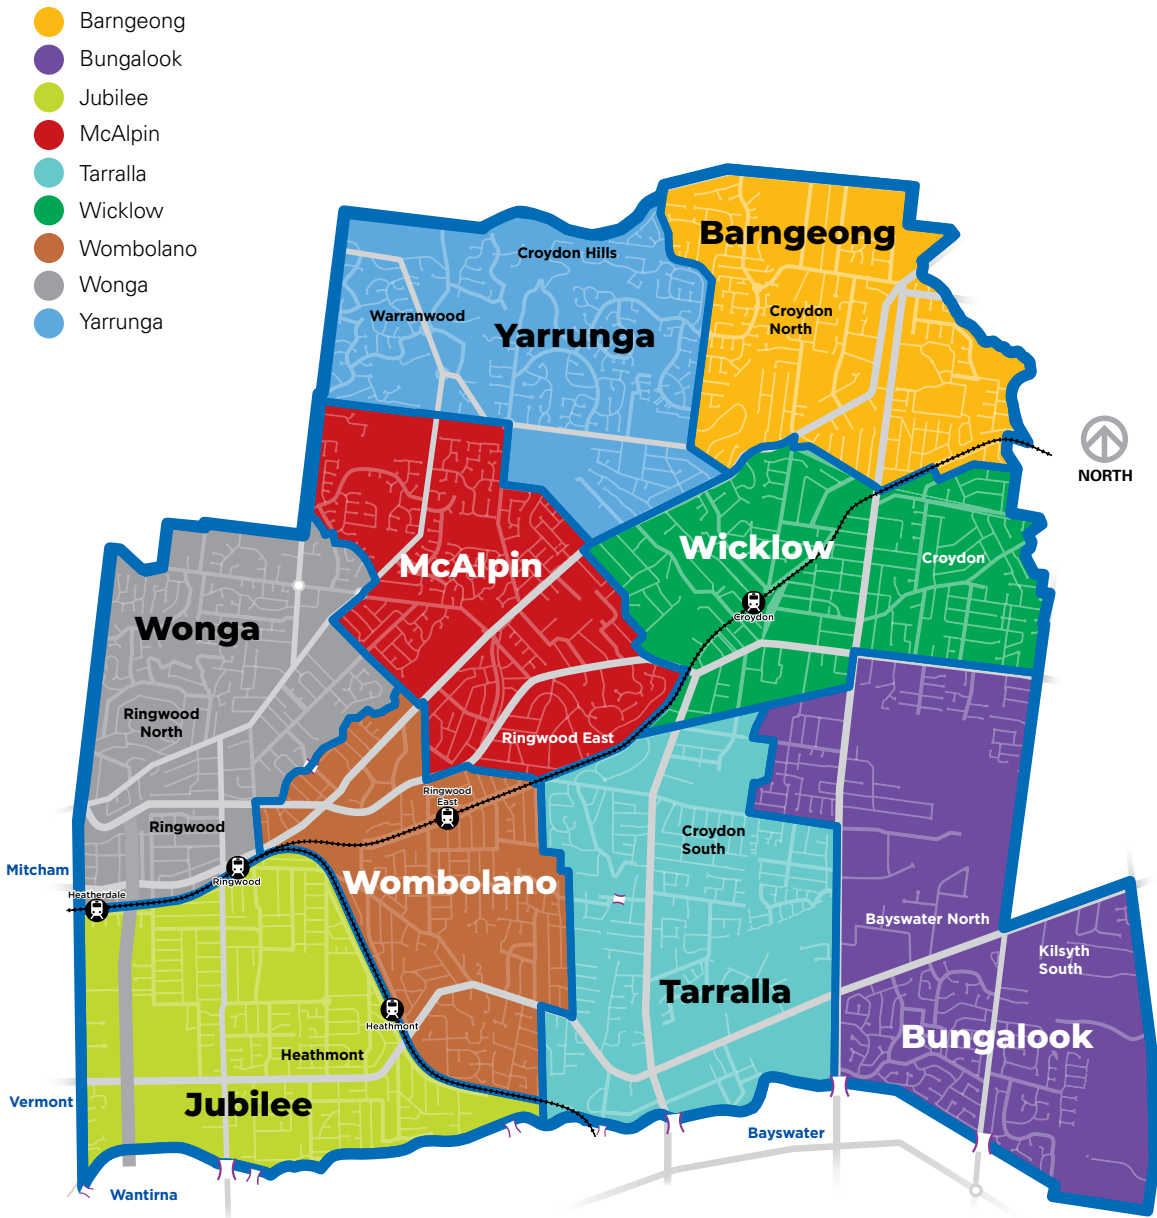 Barngeong
Bungalook
Jubilee
McAlpin
Tarralla
Wicklow
Wombolano
Wonga
Yarrunga
Barngeong
Croydon Hills
Croydon
North
Warranwood
Yarrunga
NORTH
Wicklow
Croydon
McAlpin
Croydon
Wonga
Ringwood
North
Ringwood East
Ringwood
East
Ringwood
Croydon
South
Mitcham
Ringwood
Wombolano
Heatherdale
Bayswater North
Kilsyth
South
Tarralla
Heathmont
Bungalook
Heathmont
Vermont
Jubilee
Bayswater
Wantirna